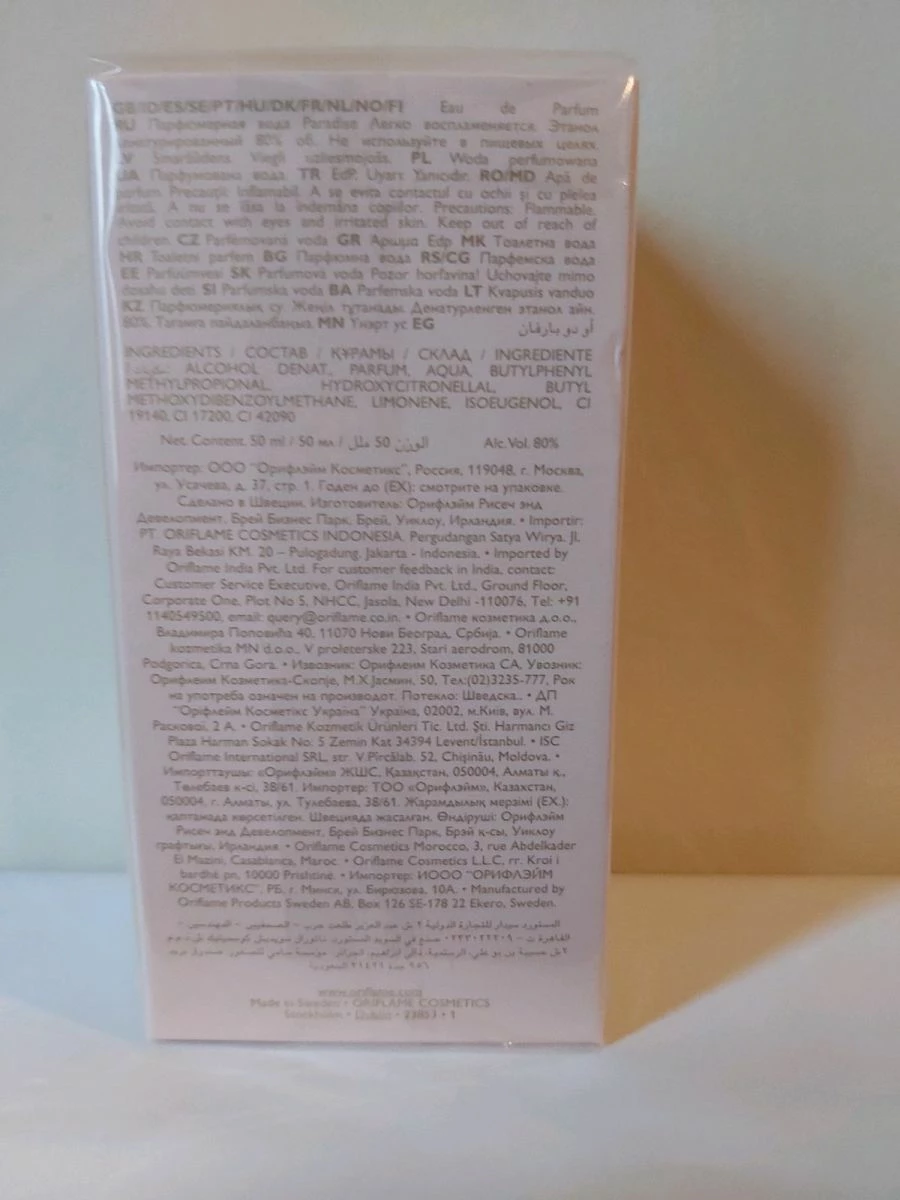 GB/ID/ES/SE/PT/HU/DK/FR/NL/NO/FI Eau de Parfum
RU Парфюмерная вода Paradise Легко воспламеняется. Этанол
денатурированный 80% об. Не используйте в пищевых целях.
LV Smaržūdens Viegli uzliesmojošs. PL Woda perfumowana
UA Парфумована вода. TR EdP. Uyarı: Yanıcıdır. RO/MD Apă de
parfum Precauții: Inflamabil. A se evita contactul cu ochii și cu pielea
iritată. A nu se lăsa la îndemâna copiilor. Precautions: Flammable.
Avoid contact with eyes and irritated skin. Keep out of reach of
children. CZ Parfémovaná voda GR Άρωμα Edp MK Тоалетна вода
HR Toaletni parfem BG Парфюмна вода RS/CG Парфемска вода
EE Parfüümvesi SK Parfumová voda Pozor horľavina! Uchovajte mimo
dosahu detí. SI Parfumska voda BA Parfemska voda LT Kvapusis vanduo
KZ Парфюмериялық су. Жеңіл тұтанады. Денатурленген этанол айн.
80%. Тағамға пайдаланбаңыз. MN Үнэрт ус EG أو دو بارفان
INGREDIENTS / СОСТАВ / ҚҰРАМЫ / СКЛАД / INGREDIENTE
ALCOHOL DENAT., PARFUM, AQUA, BUTYLPHENYL
METHYLPROPIONAL, HYDROXYCITRONELLAL, BUTYL
METHOXYDIBENZOYLMETHANE, LIMONENE, ISOEUGENOL, CI
19140, CI 17200, CI 42090
Net. Content. 50 ml / 50 мл / الوزن 50 ملل Alc. Vol. 80%
Импортер: ООО "Орифлэйм Косметикс", Россия, 119048, г. Москва,
ул. Усачева, д. 37, стр. 1. Годен до (EX): смотрите на упаковке.
Сделано в Швеции. Изготовитель: Орифлэйм Рисеч энд
Девелопмент, Брей Бизнес Парк, Брей, Уиклоу, Ирландия. • Importir:
PT. ORIFLAME COSMETICS INDONESIA. Pergudangan Satya Wirya. Jl.
Raya Bekasi KM. 20 – Pulogadung. Jakarta - Indonesia. • Imported by
Oriflame India Pvt. Ltd. For customer feedback in India, contact:
Customer Service Executive, Oriflame India Pvt. Ltd., Ground Floor,
Corporate One, Plot No 5, NHCC, Jasola, New Delhi -110076, Tel: +91
1140549500, email: query@oriflame.co.in. • Oriflame козметика д.о.о.,
Владимира Поповића 40, 11070 Нови Београд, Србија. • Oriflame
kozmetika MN d.o.o., V proleterske 223, Stari aerodrom, 81000
Podgorica, Crna Gora. • Извозник: Орифлеим Козметика СА, Увозник:
Орифлеим Козметика-Скопје, М.Х.Јасмин, 50, Тел:(02)3235-777, Рок
на употреба означен на производот. Потекло: Шведска.. • ДП
"Оріфлейм Косметікс Україна" Україна, 02002, м.Київ, вул. М.
Раскової, 2 А. • Oriflame Kozmetik Ürünleri Tic. Ltd. Şti. Harmancı Giz
Plaza Harman Sokak No: 5 Zemin Kat 34394 Levent/İstanbul. • ISC
Oriflame International SRL, str. V.Pîrcălab. 52, Chișinău, Moldova. •
Импорттаушы: «Орифлэйм» ЖШС, Қазақстан, 050004, Алматы қ.,
Төлебаев к-сі, 38/61. Импортер: ТОО «Орифлэйм», Казахстан,
050004, г. Алматы, ул. Тулебаева, 38/61. Жарамдылық мерзімі (EX.):
қаптамада көрсетілген. Швецияда жасалған. Өндіруші: Орифлэйм
Рисеч энд Девелопмент, Брей Бизнес Парк, Брэй қ-сы, Уиклоу
графтығы, Ирландия • Oriflame Cosmetics Morocco, 3, rue Abdelkader
El Mazini, Casablanca, Maroc • Oriflame Cosmetics L.L.C, rr. Kroi i
bardhë pn, 10000 Prishtinë. • Импортер: ИООО "ОРИФЛЭЙМ
КОСМЕТИКС", РБ, г. Минск, ул. Бирюзова, 10А. • Manufactured by
Oriflame Products Sweden AB, Box 126 SE-178 22 Ekerö, Sweden.
المستورد سيدار للتجارة الدولية ٢ ش عبد العزيز طلعت حرب - الصحفيين - المهندسين -
www.oriflame.com
Made in Sweden • ORIFLAME COSMETICS
Stockholm • Dublin • 23853 • 1